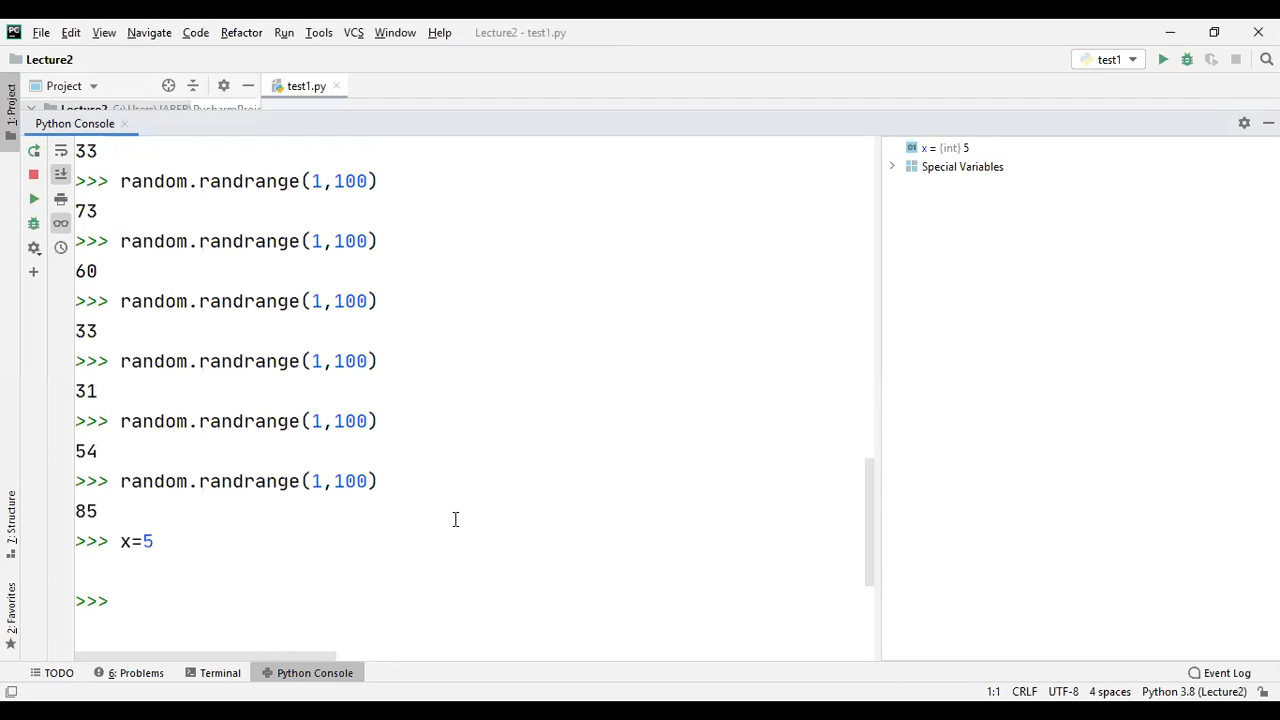 PC File Edit View Navigate Code Refactor Run Tools VCS Window Help Lecture2 - test1.py
Lecture2 test1
1: Project
Project test1.py
Lecture2
Python Console
33
>>> random.randrange(1,100)
73
>>> random.randrange(1,100)
60
>>> random.randrange(1,100)
33
>>> random.randrange(1,100)
31
>>> random.randrange(1,100)
54
>>> random.randrange(1,100)
85
>>> x=5
>>>
01 x = {int} 5
Special Variables
7: Structure
2: Favorites
TODO 6: Problems Terminal Python Console Event Log
1:1 CRLF UTF-8 4 spaces Python 3.8 (Lecture2)